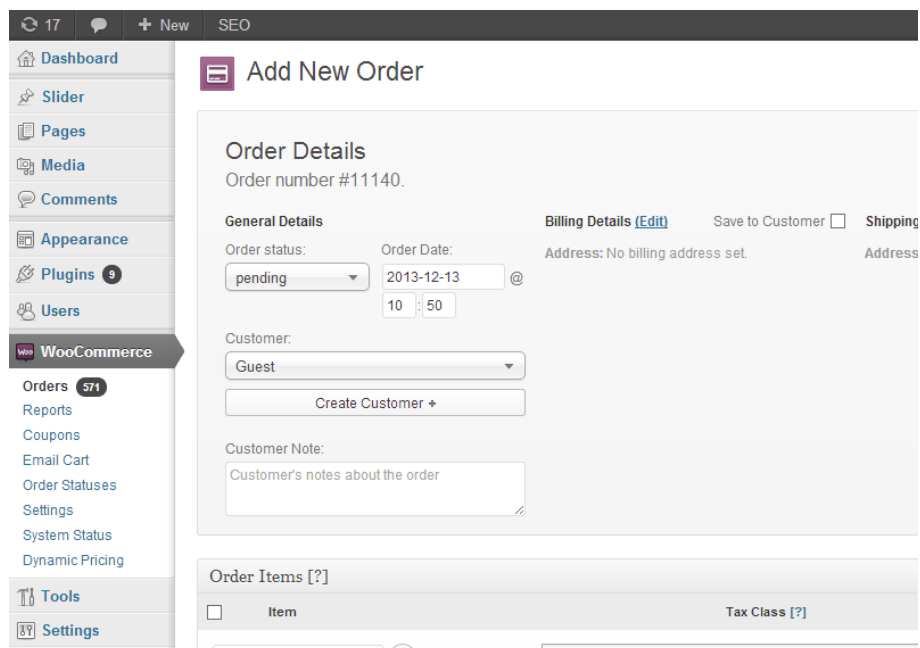 17 + New SEO
Dashboard
Slider
Pages
Media
Comments
Appearance
Plugins 9
Users
Woo WooCommerce
Orders 571
Reports
Coupons
Email Cart
Order Statuses
Settings
System Status
Dynamic Pricing
Tools
Settings
Add New Order
Order Details
Order number #11140.
General Details
Order status: Order Date:
pending 2013-12-13 @
10 : 50
Customer:
Guest
Create Customer +
Customer Note:
Customer's notes about the order
Billing Details (Edit) Save to Customer
Address: No billing address set.
Shipping
Address
Order Items [?]
Item Tax Class [?]